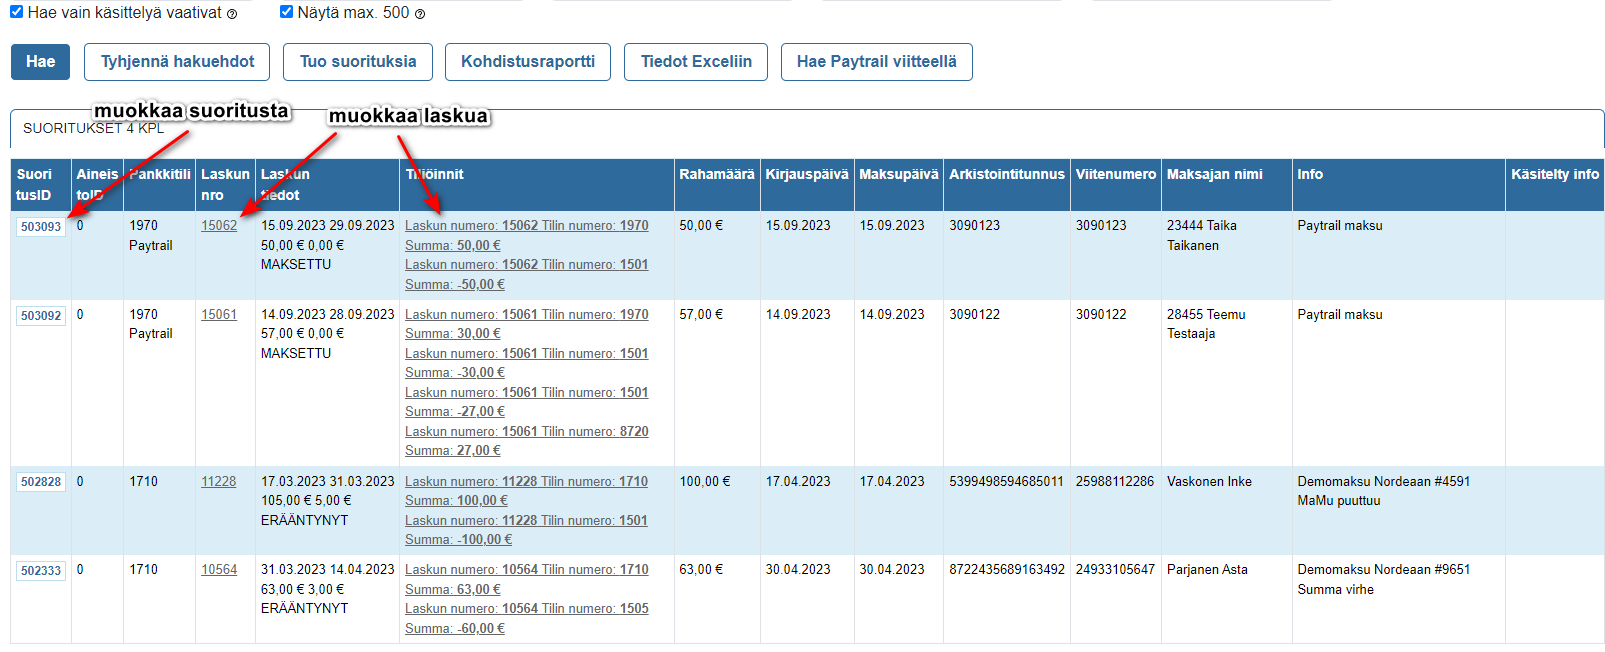 Hae vain käsittelyä vaativat ? Näytä max. 500 ?
Hae Tyhjennä hakuehdot Tuo suorituksia Kohdistusraportti Tiedot Exceliin Hae Paytrail viitteellä
muokkaa suoritusta muokkaa laskua
SUORITUKSET 4 KPL
Suori Aineis Pankkitili Laskun Laskun Tiliöinnit Rahamäärä Kirjauspäivä Maksupäivä Arkistointitunnus Viitenumero Maksajan nimi Info Käsitelty info
tusID toID nro tiedot
503093 0 1970 15062 15.09.2023 29.09.2023 Laskun numero: 15062 Tilin numero: 1970 50,00 € 15.09.2023 15.09.2023 3090123 3090123 23444 Taika Paytrail maksu
Paytrail 50,00 € 0,00 € Summa: 50,00 € Taikanen
MAKSETTU Laskun numero: 15062 Tilin numero: 1501
Summa: -50,00 €
503092 0 1970 15061 14.09.2023 28.09.2023 Laskun numero: 15061 Tilin numero: 1970 57,00 € 14.09.2023 14.09.2023 3090122 3090122 28455 Teemu Paytrail maksu
Paytrail 57,00 € 0,00 € Summa: 30,00 € Testaaja
MAKSETTU Laskun numero: 15061 Tilin numero: 1501
Summa: -30,00 €
Laskun numero: 15061 Tilin numero: 1501
Summa: -27,00 €
Laskun numero: 15061 Tilin numero: 8720
Summa: 27,00 €
502828 0 1710 11228 17.03.2023 31.03.2023 Laskun numero: 11228 Tilin numero: 1710 100,00 € 17.04.2023 17.04.2023 5399498594685011 25988112286 Vaskonen Inke Demomaksu Nordeaan #4591
105,00 € 5,00 € Summa: 100,00 € MaMu puuttuu
ERÄÄNTYNYT Laskun numero: 11228 Tilin numero: 1501
Summa: -100,00 €
502333 0 1710 10564 31.03.2023 14.04.2023 Laskun numero: 10564 Tilin numero: 1710 63,00 € 30.04.2023 30.04.2023 8722435689163492 24933105647 Parjanen Asta Demomaksu Nordeaan #9651
63,00 € 3,00 € Summa: 63,00 € Summa virhe
ERÄÄNTYNYT Laskun numero: 10564 Tilin numero: 1505
Summa: -60,00 €